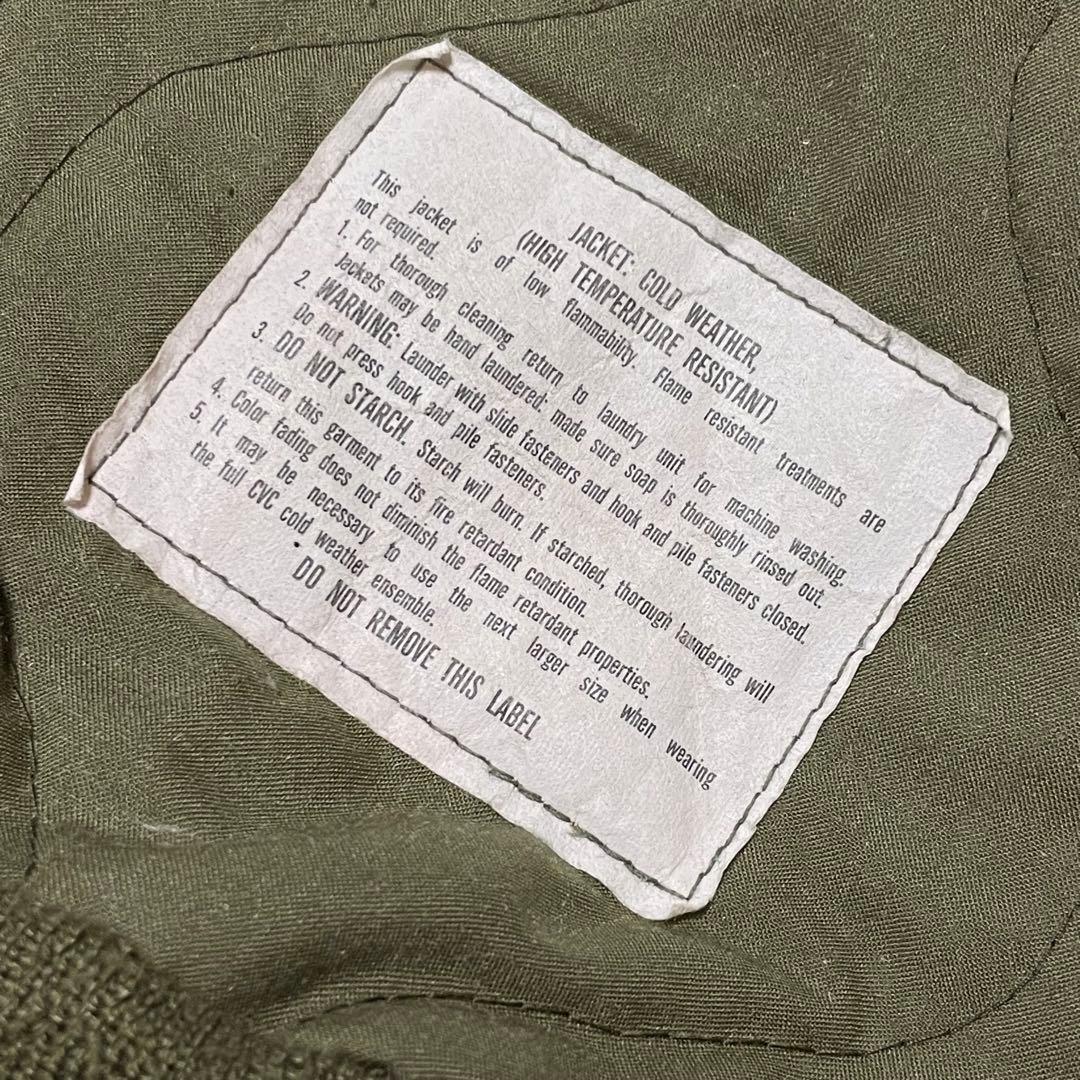 JACKET: COLD WEATHER,
(HIGH TEMPERATURE RESISTANT)
This jacket is of low flammability. Flame resistant treatments are
not required.
1. For thorough cleaning return to laundry unit for machine washing.
Jackets may be hand laundered: made sure soap is thoroughly rinsed out.
2. WARNING: Launder with slide fasteners and hook and pile fasteners closed.
Do not press hook and pile fasteners.
3. DO NOT STARCH. Starch will burn. If starched, thorough laundering will
return this garment to its fire retardant condition.
4. Color fading does not diminish the flame retardant properties.
5. It may be necessary to use the next larger size when wearing
the full CVC cold weather ensemble.
DO NOT REMOVE THIS LABEL